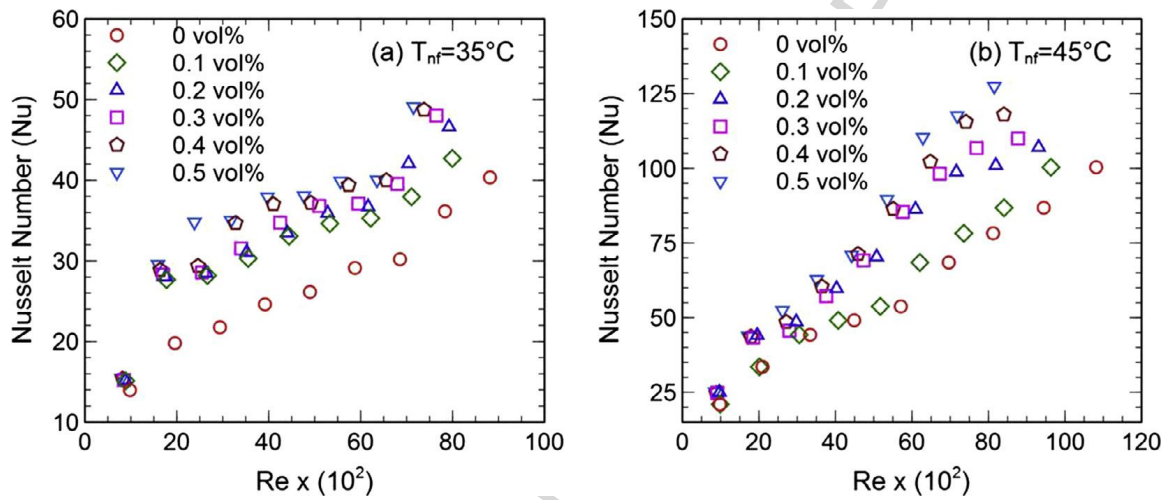 60
50
40
30
20
10
0 20 40 60 80 100
Nusselt Number (Nu)
Re x (10²)
0 vol%
0.1 vol%
0.2 vol%
0.3 vol%
0.4 vol%
0.5 vol%
(a) Tnf=35°C
150
125
100
75
50
25
0 20 40 60 80 100 120
Nusselt Number (Nu)
Re x (10²)
0 vol%
0.1 vol%
0.2 vol%
0.3 vol%
0.4 vol%
0.5 vol%
(b) Tnf=45°C